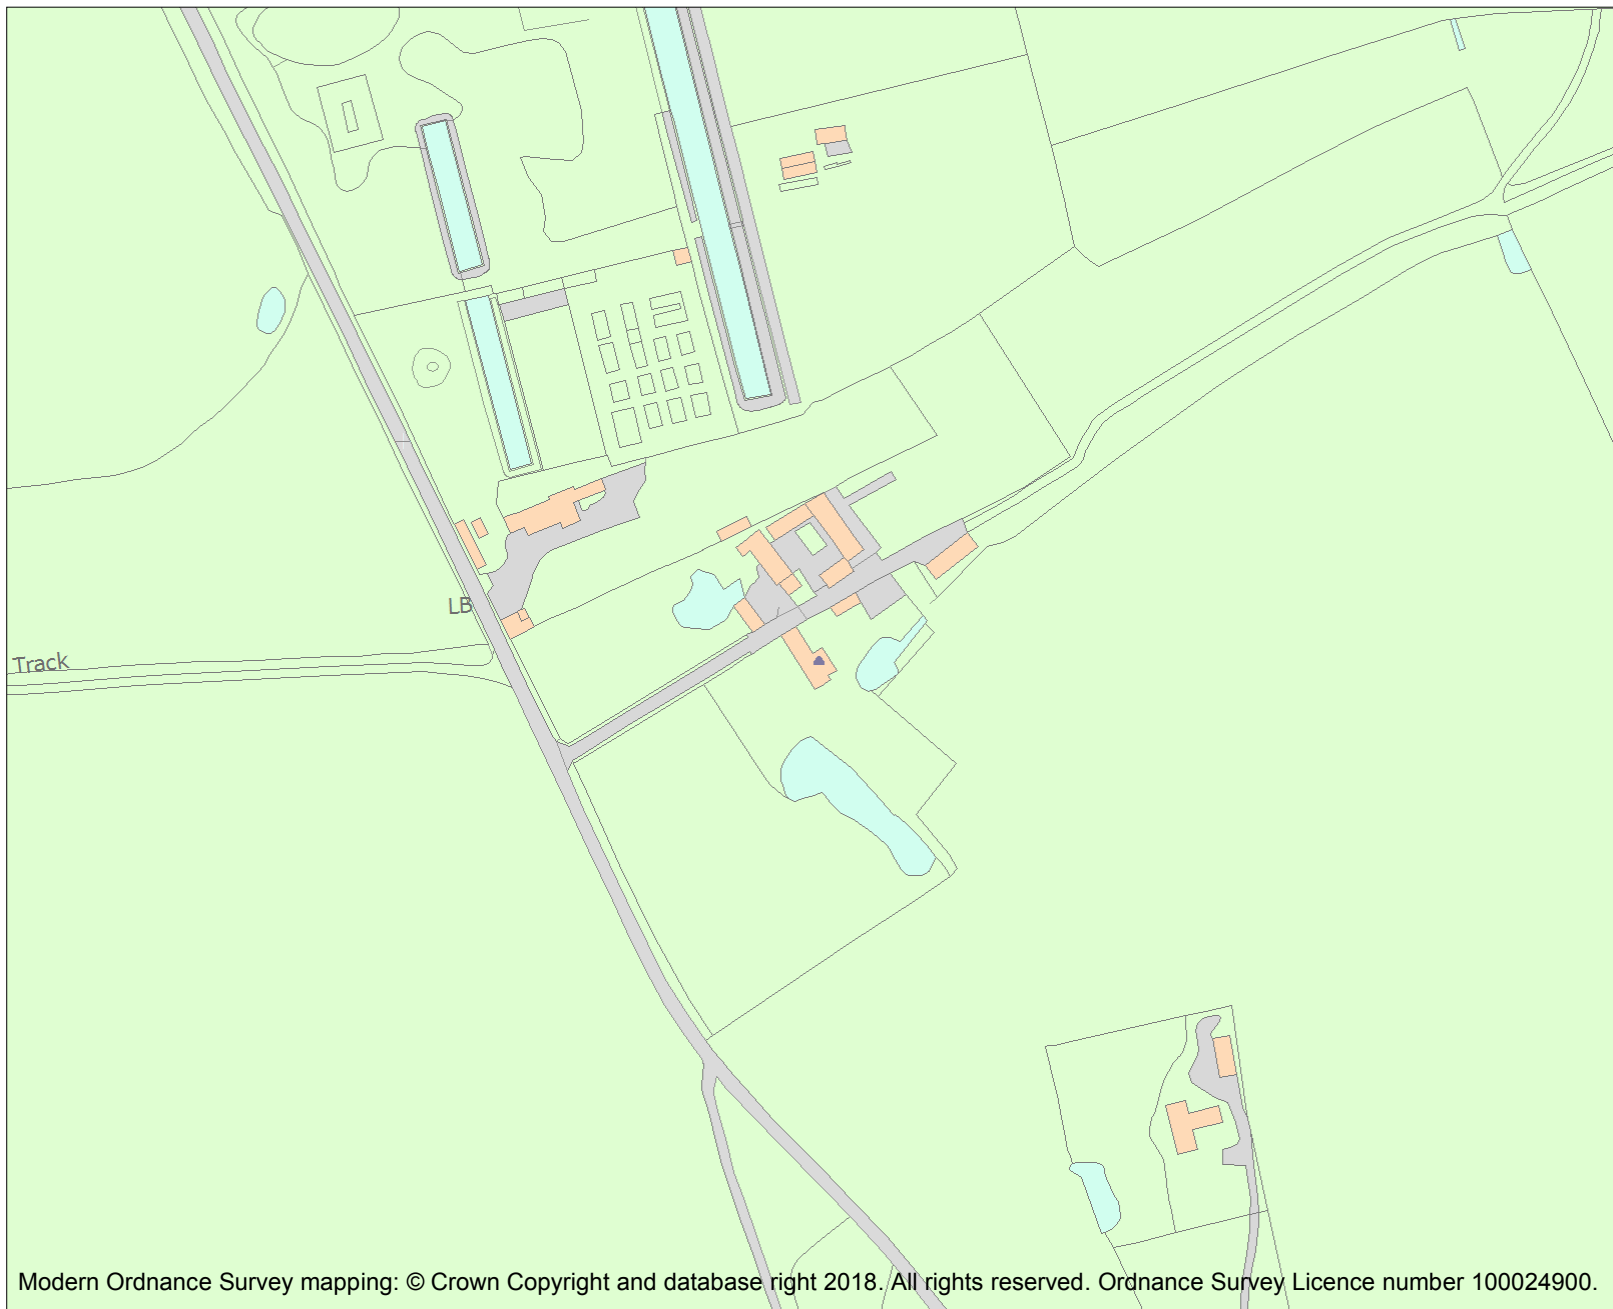 LB
Track
Modern Ordnance Survey mapping: © Crown Copyright and database right 2018. All rights reserved. Ordnance Survey Licence number 100024900.